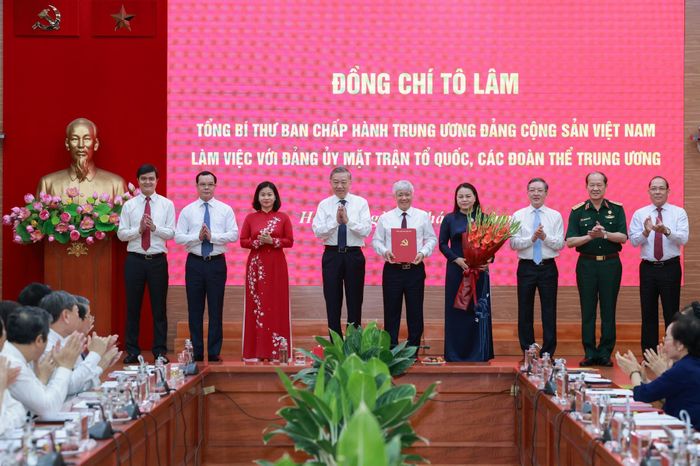 ĐỒNG CHÍ TÔ LÂM
TỔNG BÍ THƯ BAN CHẤP HÀNH TRUNG ƯƠNG ĐẢNG CỘNG SẢN VIỆT NAM
LÀM VIỆC VỚI ĐẢNG ỦY MẶT TRẬN TỔ QUỐC, CÁC ĐOÀN THỂ TRUNG ƯƠNG